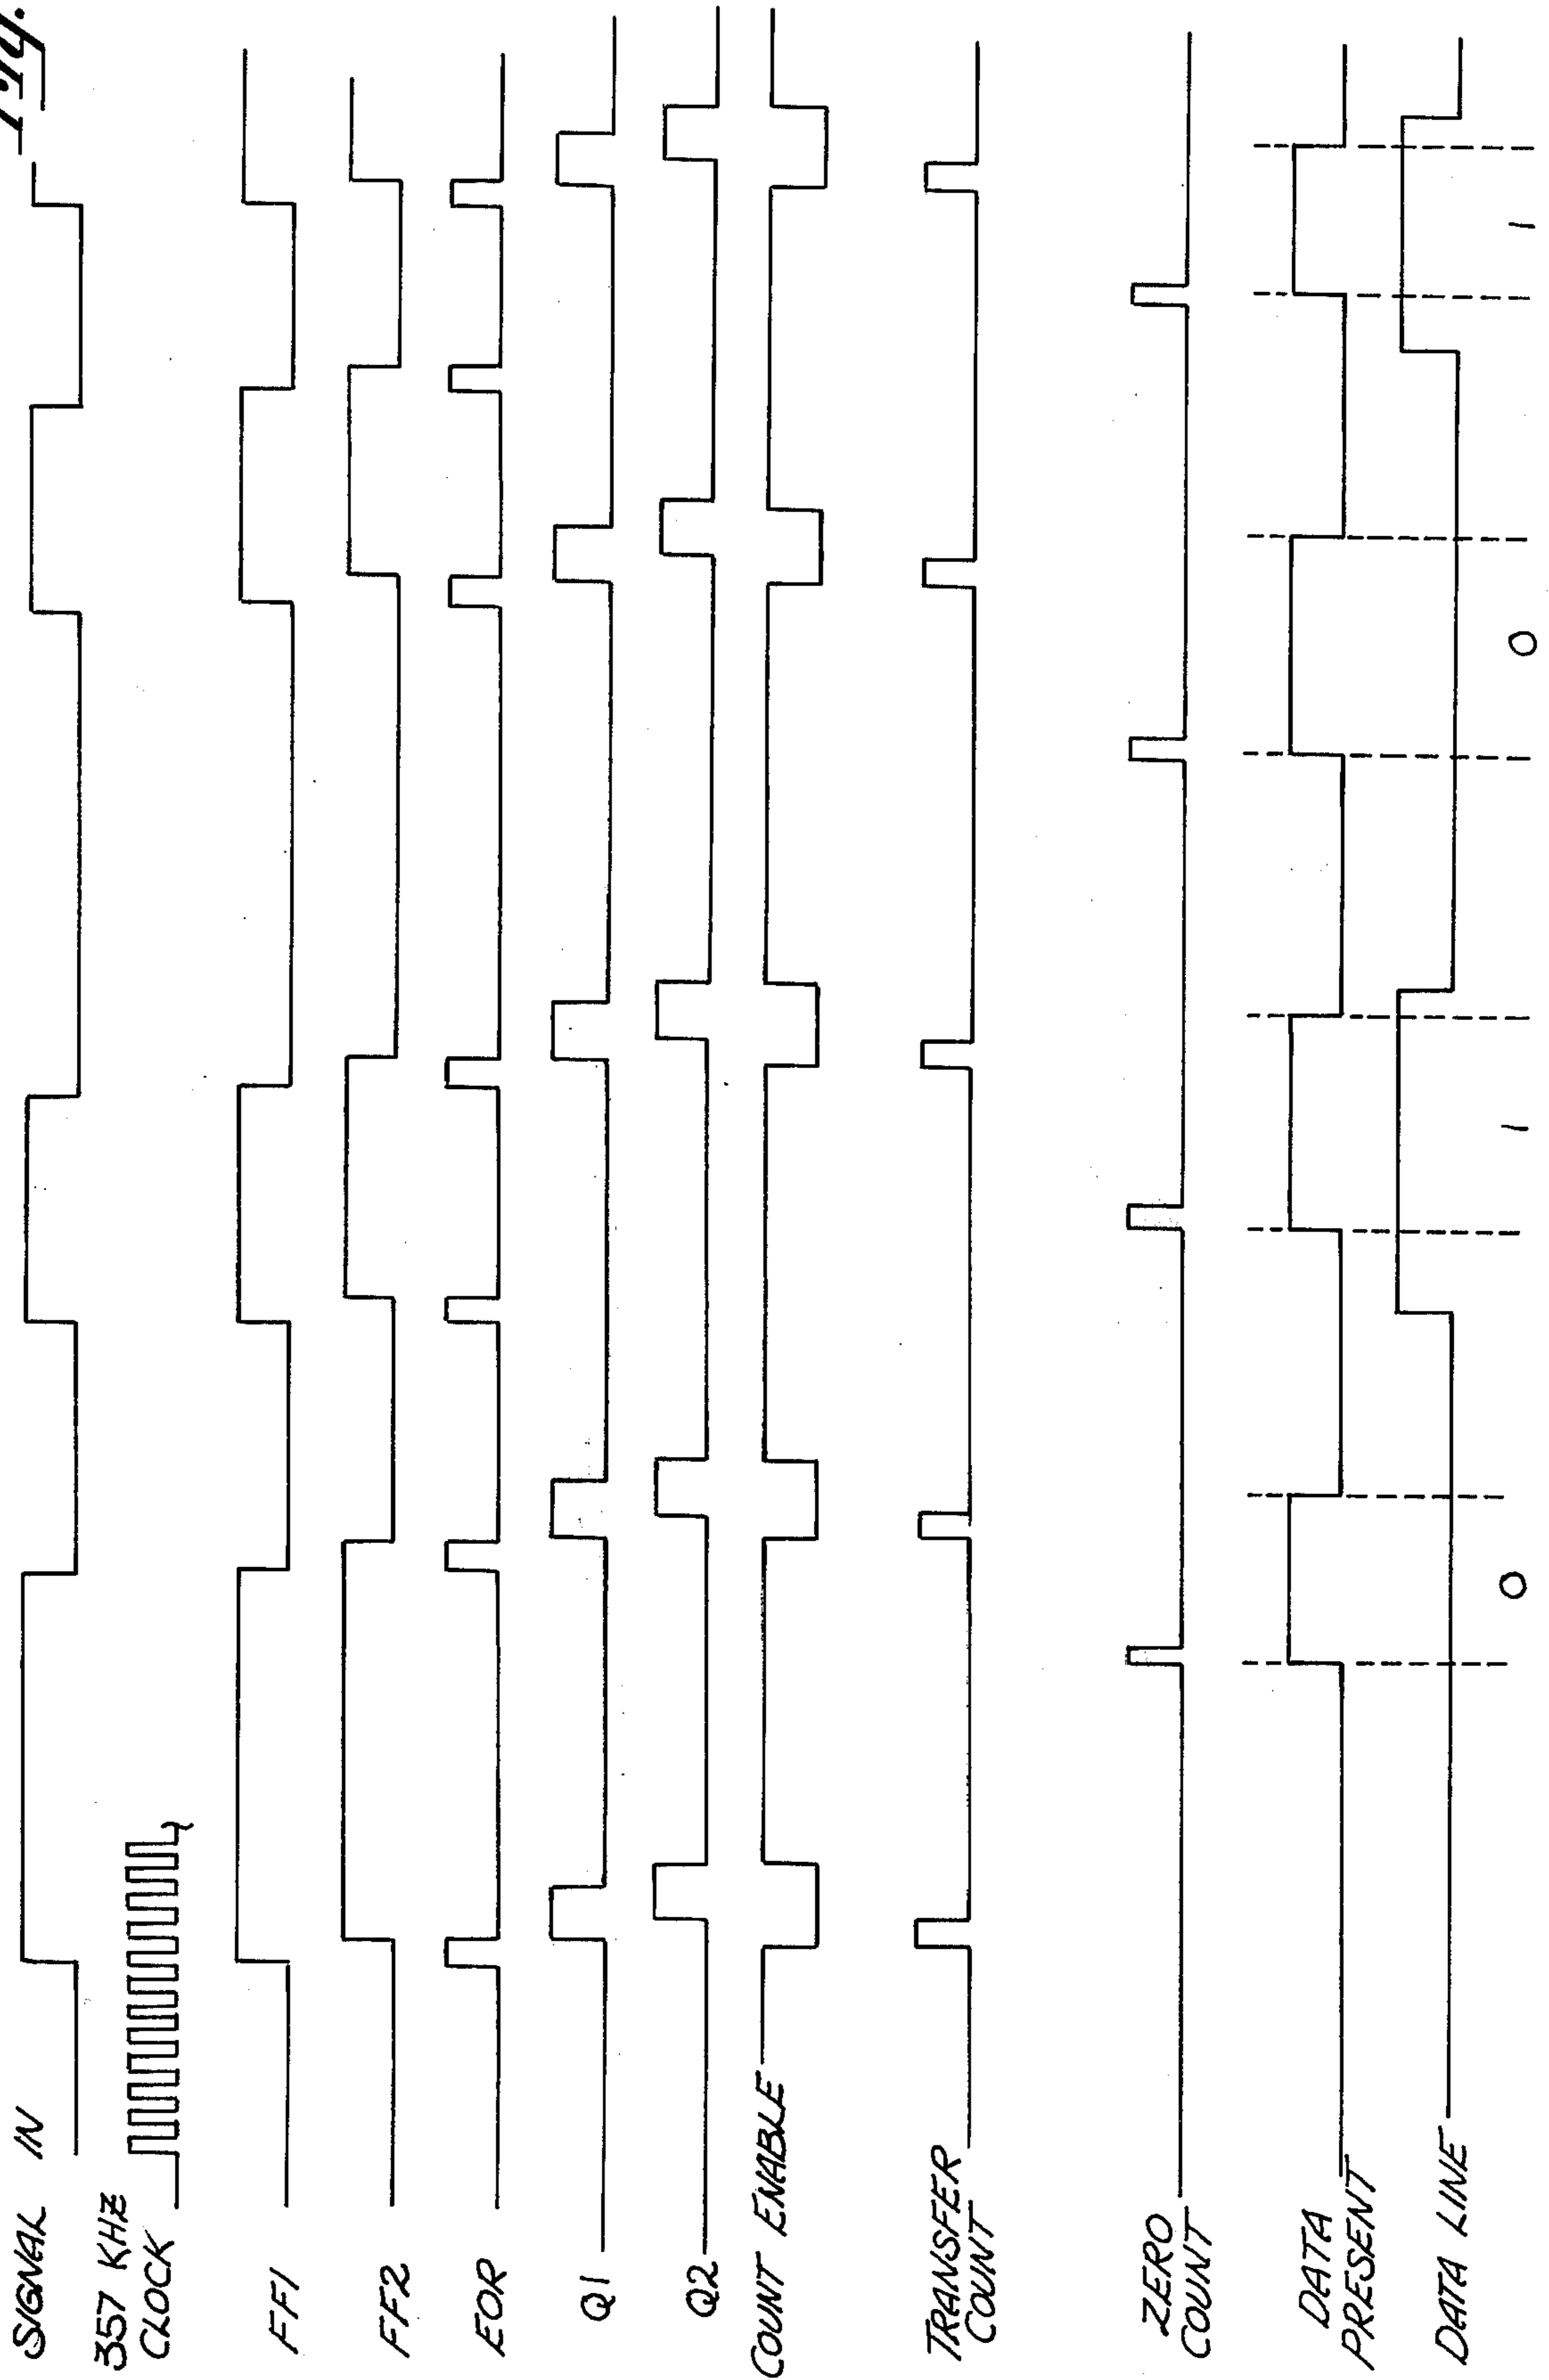 SIGNAL IN
357 KHZ
CLOCK
FF1
FF2
EOR
Q1
Q2
COUNT ENABLE
TRANSFER
COUNT
ZERO
COUNT
DATA
PRESENT
DATA LINE
0 1 0 1